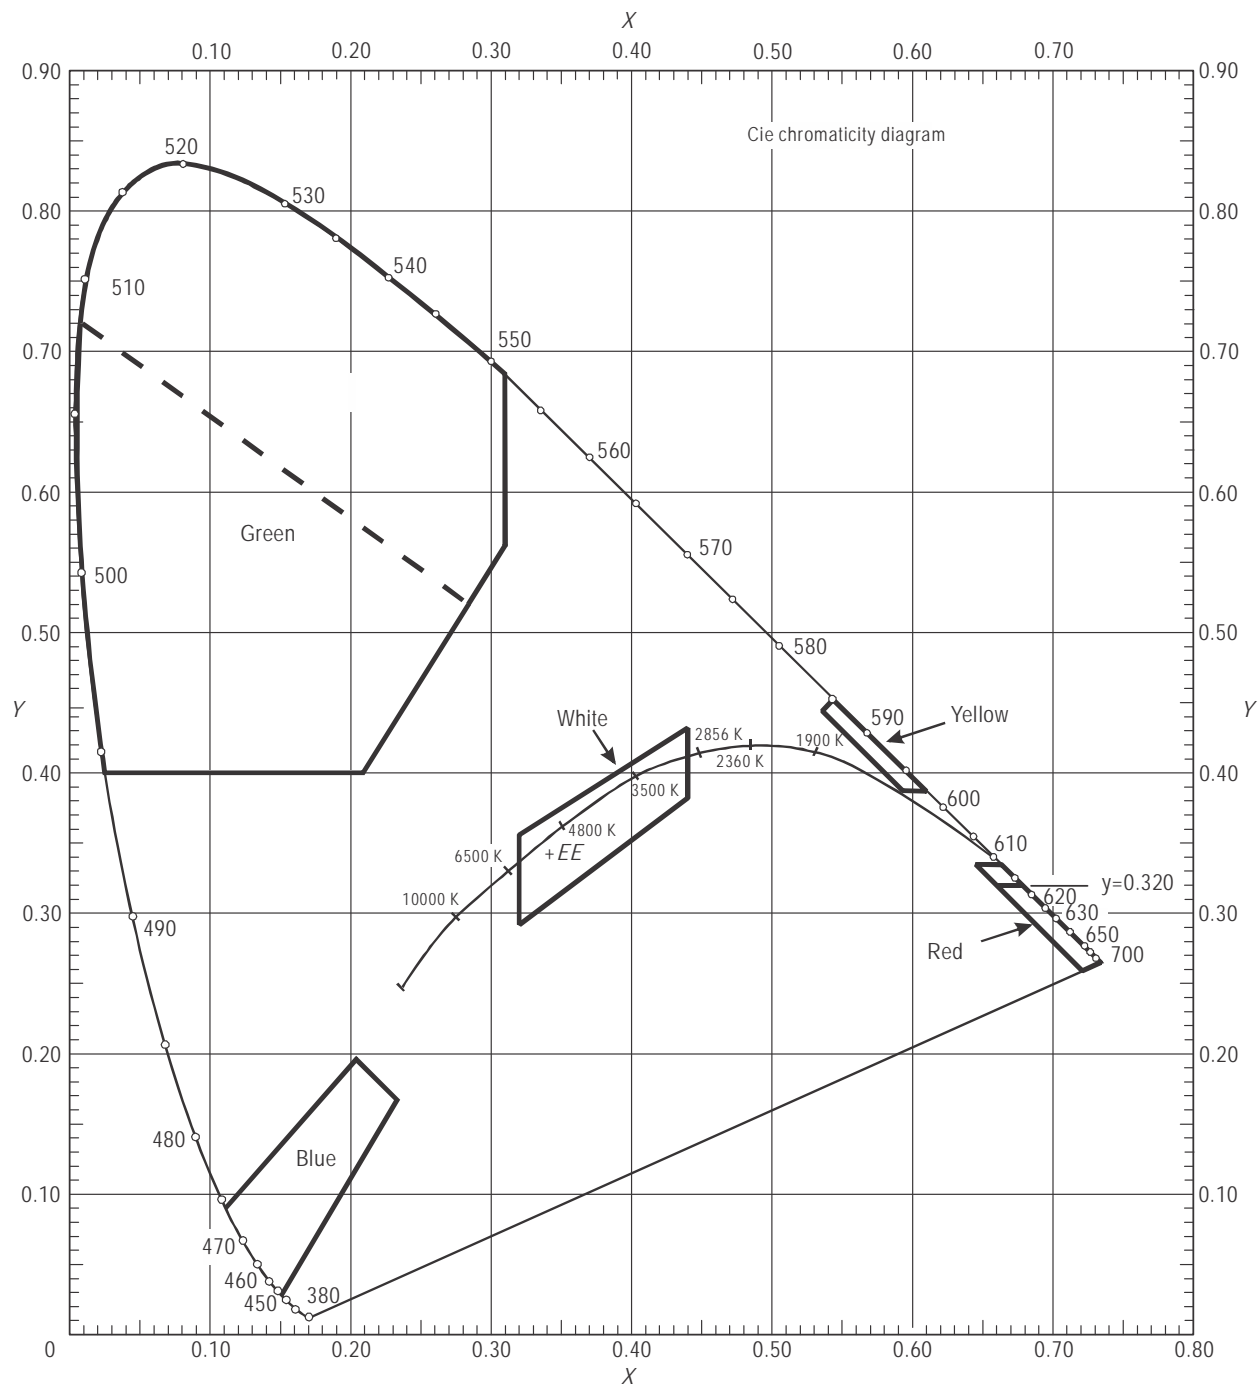 X
0.10 0.20 0.30 0.40 0.50 0.60 0.70
0.90 0.90
Cie chromaticity diagram
520
530
0.80 0.80
540
510
550
0.70 0.70
560
0.60 0.60
570
Green
500
0.50 0.50
580
Y Y
White
590 Yellow
2856 K
1900 K
2360 K
0.40 0.40
3500 K
600
4800 K
610
6500 K
+EE
y=0.320
10000 K
620
0.30 0.30
630
490
650
Red
700
0.20 0.20
480
Blue
0.10 0.10
470
460
450 380
0 0
0.10 0.20 0.30 0.40 0.50 0.60 0.70 0.80
X